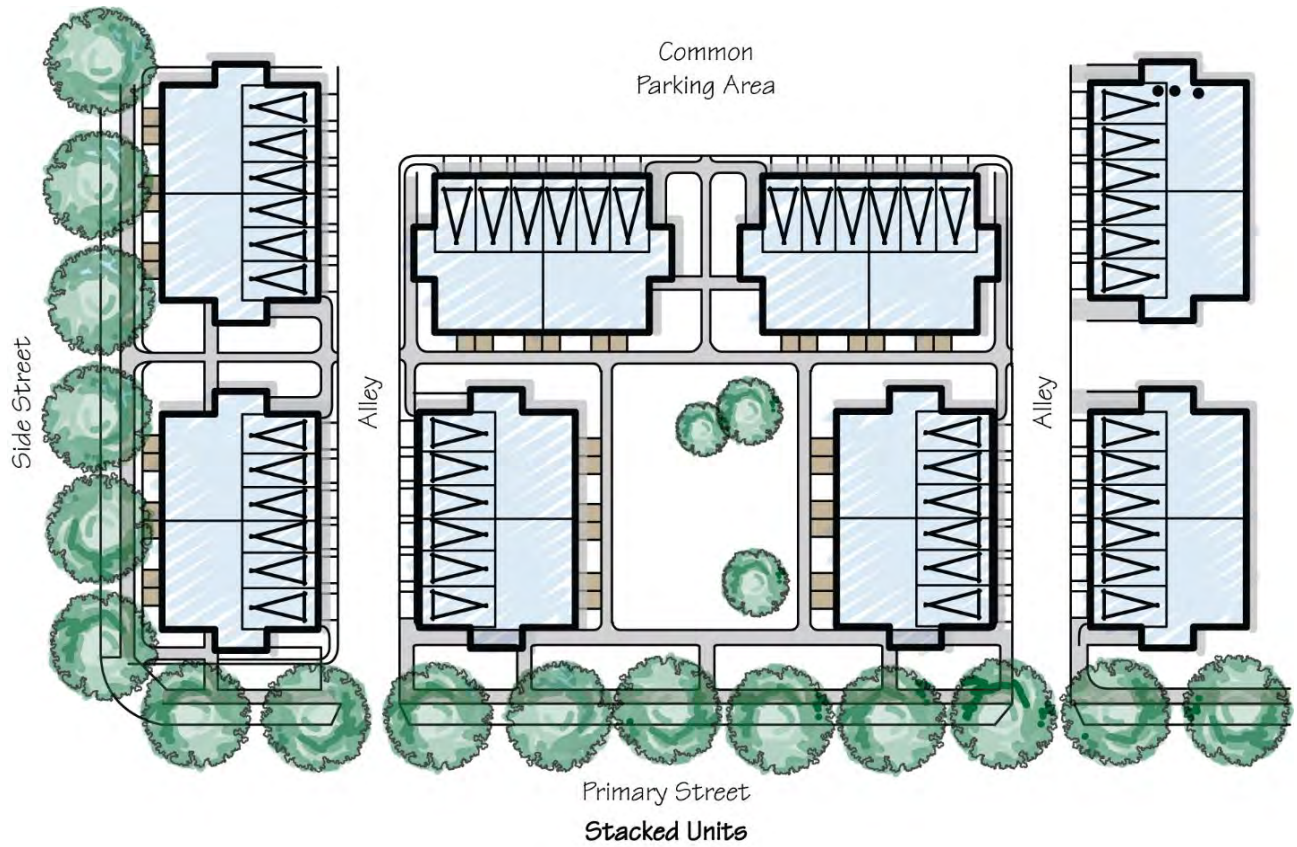 Common
Parking Area
Side Street
Alley
Alley
Primary Street
Stacked Units